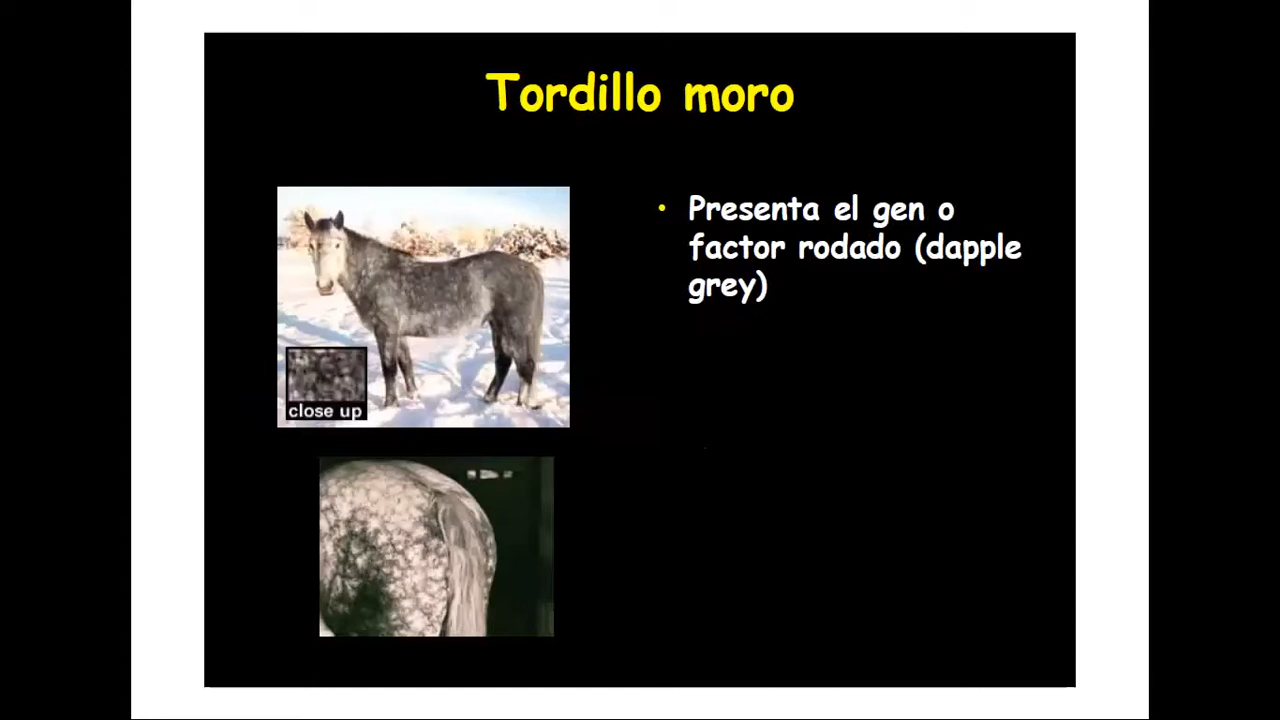 Tordillo moro
• Presenta el gen o
factor rodado (dapple
grey)
close up